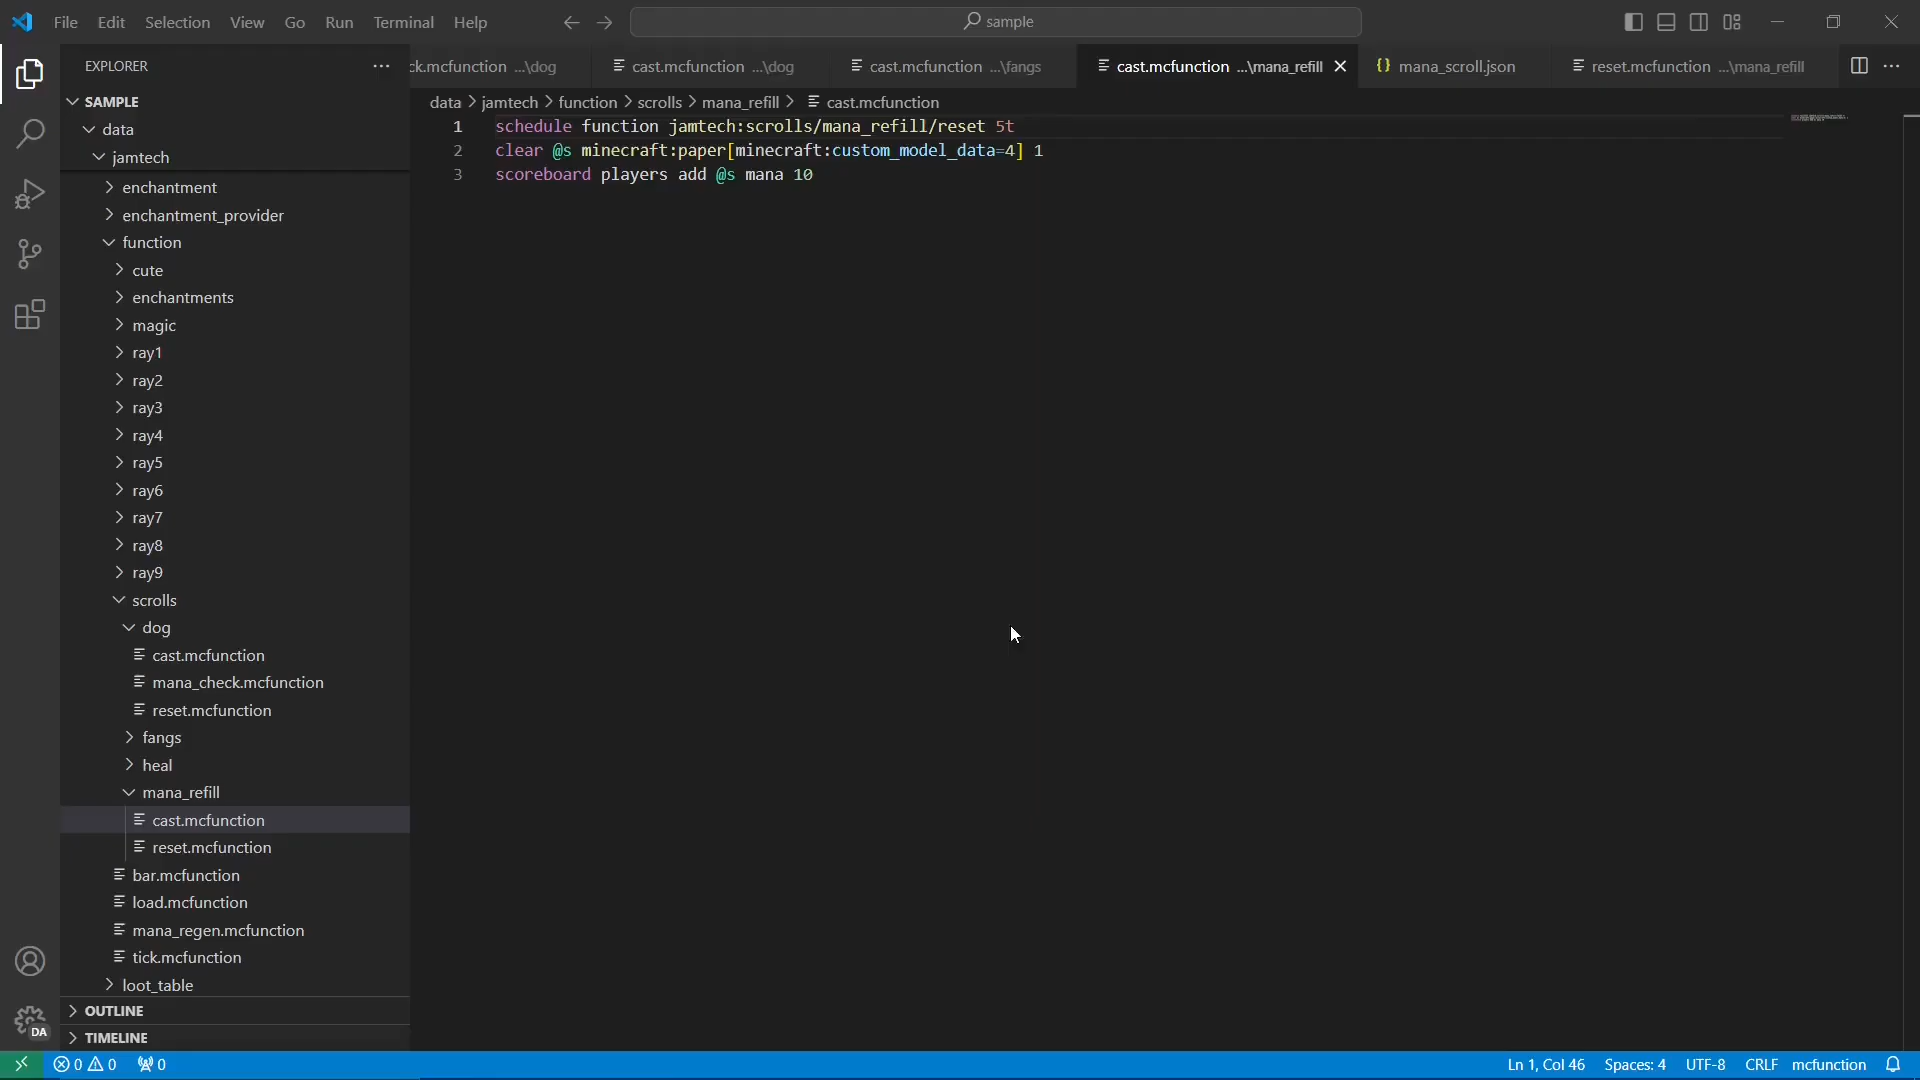 File Edit Selection View Go Run Terminal Help
sample
EXPLORER
ck.mcfunction ...\dog
cast.mcfunction ...\dog
cast.mcfunction ...\fangs
cast.mcfunction ...\mana_refill
mana_scroll.json
reset.mcfunction ...\mana_refill
SAMPLE
data
jamtech
enchantment
enchantment_provider
function
cute
enchantments
magic
ray1
ray2
ray3
ray4
ray5
ray6
ray7
ray8
ray9
scrolls
dog
cast.mcfunction
mana_check.mcfunction
reset.mcfunction
fangs
heal
mana_refill
cast.mcfunction
reset.mcfunction
bar.mcfunction
load.mcfunction
mana_regen.mcfunction
tick.mcfunction
loot_table
OUTLINE
TIMELINE
data > jamtech > function > scrolls > mana_refill > cast.mcfunction
1 schedule function jamtech:scrolls/mana_refill/reset 5t
2 clear @s minecraft:paper[minecraft:custom_model_data=4] 1
3 scoreboard players add @s mana 10
DA
0 0 0
Ln 1, Col 46 Spaces: 4 UTF-8 CRLF mcfunction